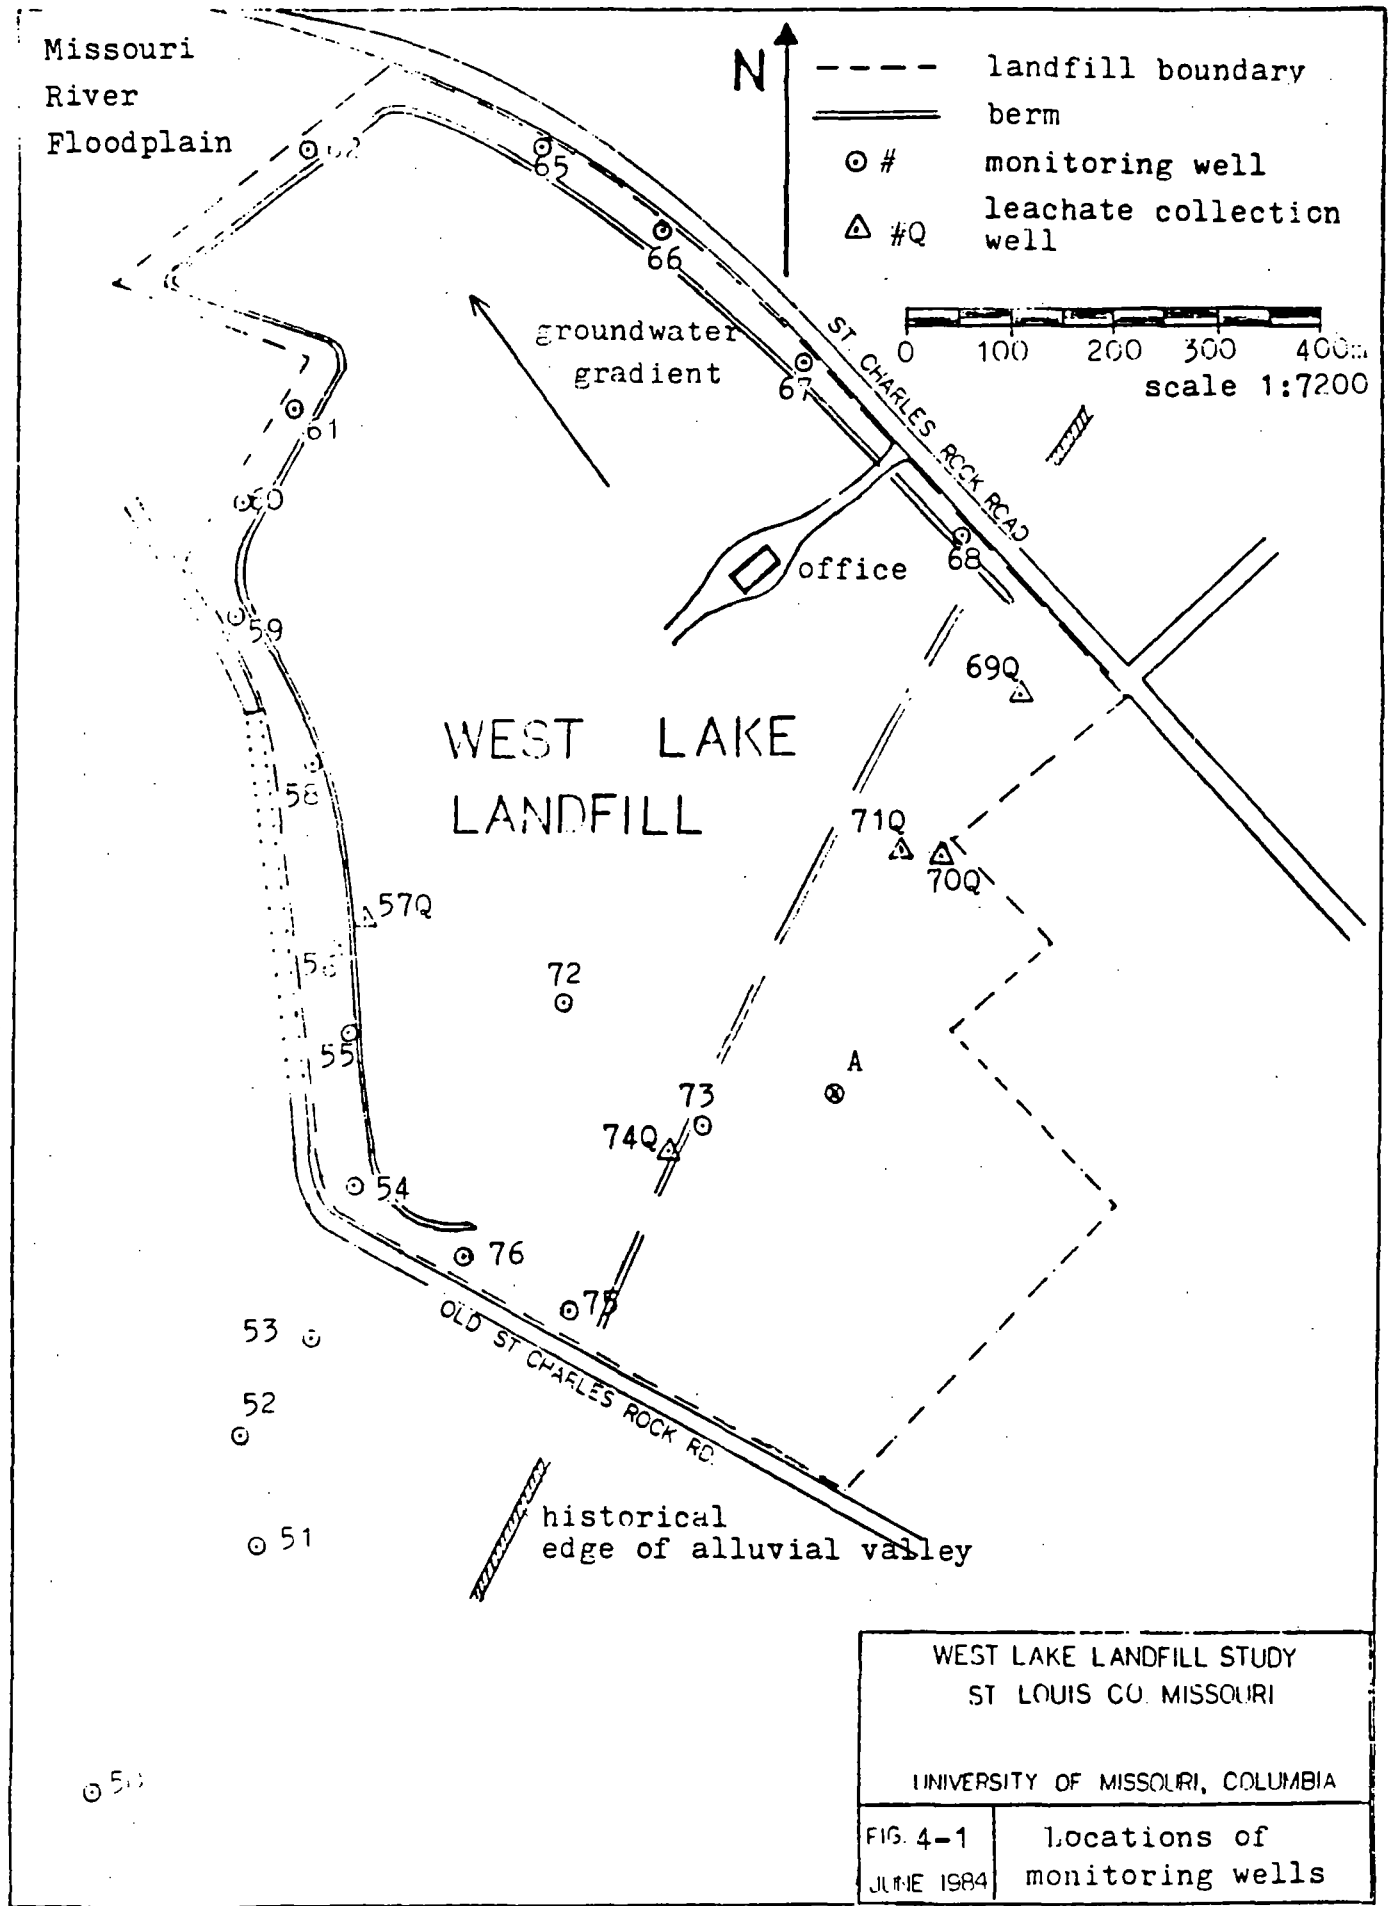 Missouri
River
Floodplain
N
landfill boundary
berm
#
monitoring well
#Q
leachate collection
well
0 100 200 300 400m
scale 1:7200
65
66
67
68
groundwater
gradient
ST. CHARLES ROCK ROAD
61
60
office
59
69Q
WEST LAKE
LANDFILL
58
71Q
70Q
57Q
72
55
A
73
74Q
54
76
75
OLD ST CHARLES ROCK RD.
53
52
51
historical
edge of alluvial valley
WEST LAKE LANDFILL STUDY
ST LOUIS CO. MISSOURI
UNIVERSITY OF MISSOURI, COLUMBIA
FIG. 4-1
JUNE 1984
Locations of
monitoring wells